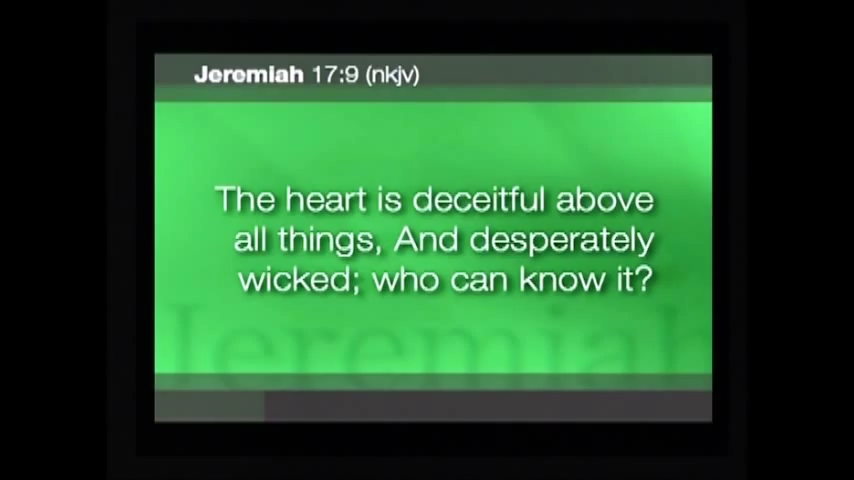 Jeremiah 17:9 (nkjv)
The heart is deceitful above
all things, And desperately
wicked; who can know it?
Jeremiah